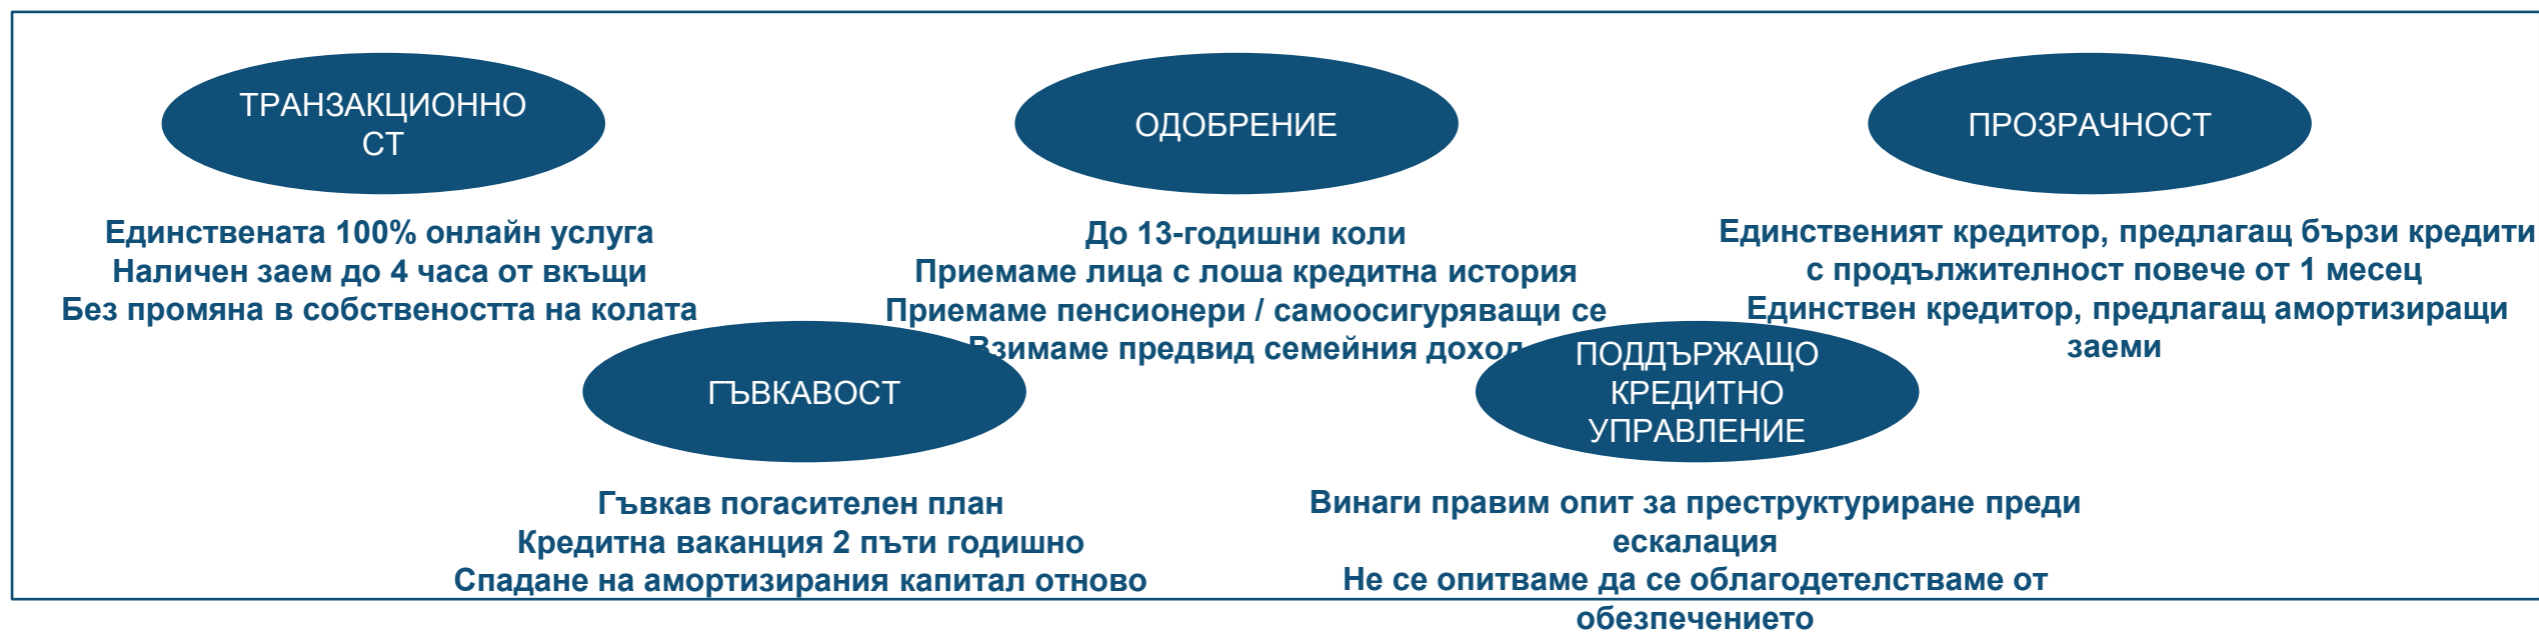 ТРАНЗАКЦИОННО
СТ
Единствената 100% онлайн услуга
Наличен заем до 4 часа от вкъщи
Без промяна в собствеността на колата
ОДОБРЕНИЕ
До 13-годишни коли
Приемаме лица с лоша кредитна история
Приемаме пенсионери / самоосигуряващи се
Взимаме предвид семейния доход
ПРОЗРАЧНОСТ
Единственият кредитор, предлагащ бързи кредити
с продължителност повече от 1 месец
Единствен кредитор, предлагащ амортизиращи
заеми
ГЪВКАВОСТ
Гъвкав погасителен план
Кредитна ваканция 2 пъти годишно
Спадане на амортизирания капитал отново
ПОДДЪРЖАЩО
КРЕДИТНО
УПРАВЛЕНИЕ
Винаги правим опит за преструктуриране преди
ескалация
Не се опитваме да се облагодетелстваме от
обезпечението